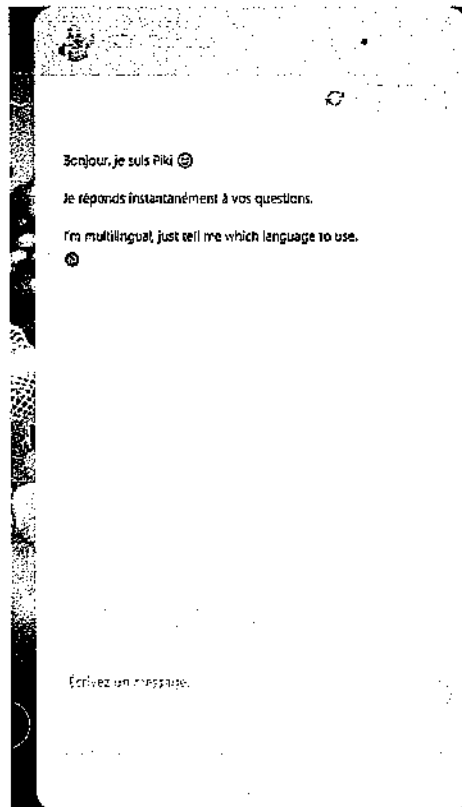 Bonjour, je suis Piki 😊
Je réponds instantanément à vos questions.
I'm multilingual, just tell me which language to use.
Écrivez un message.